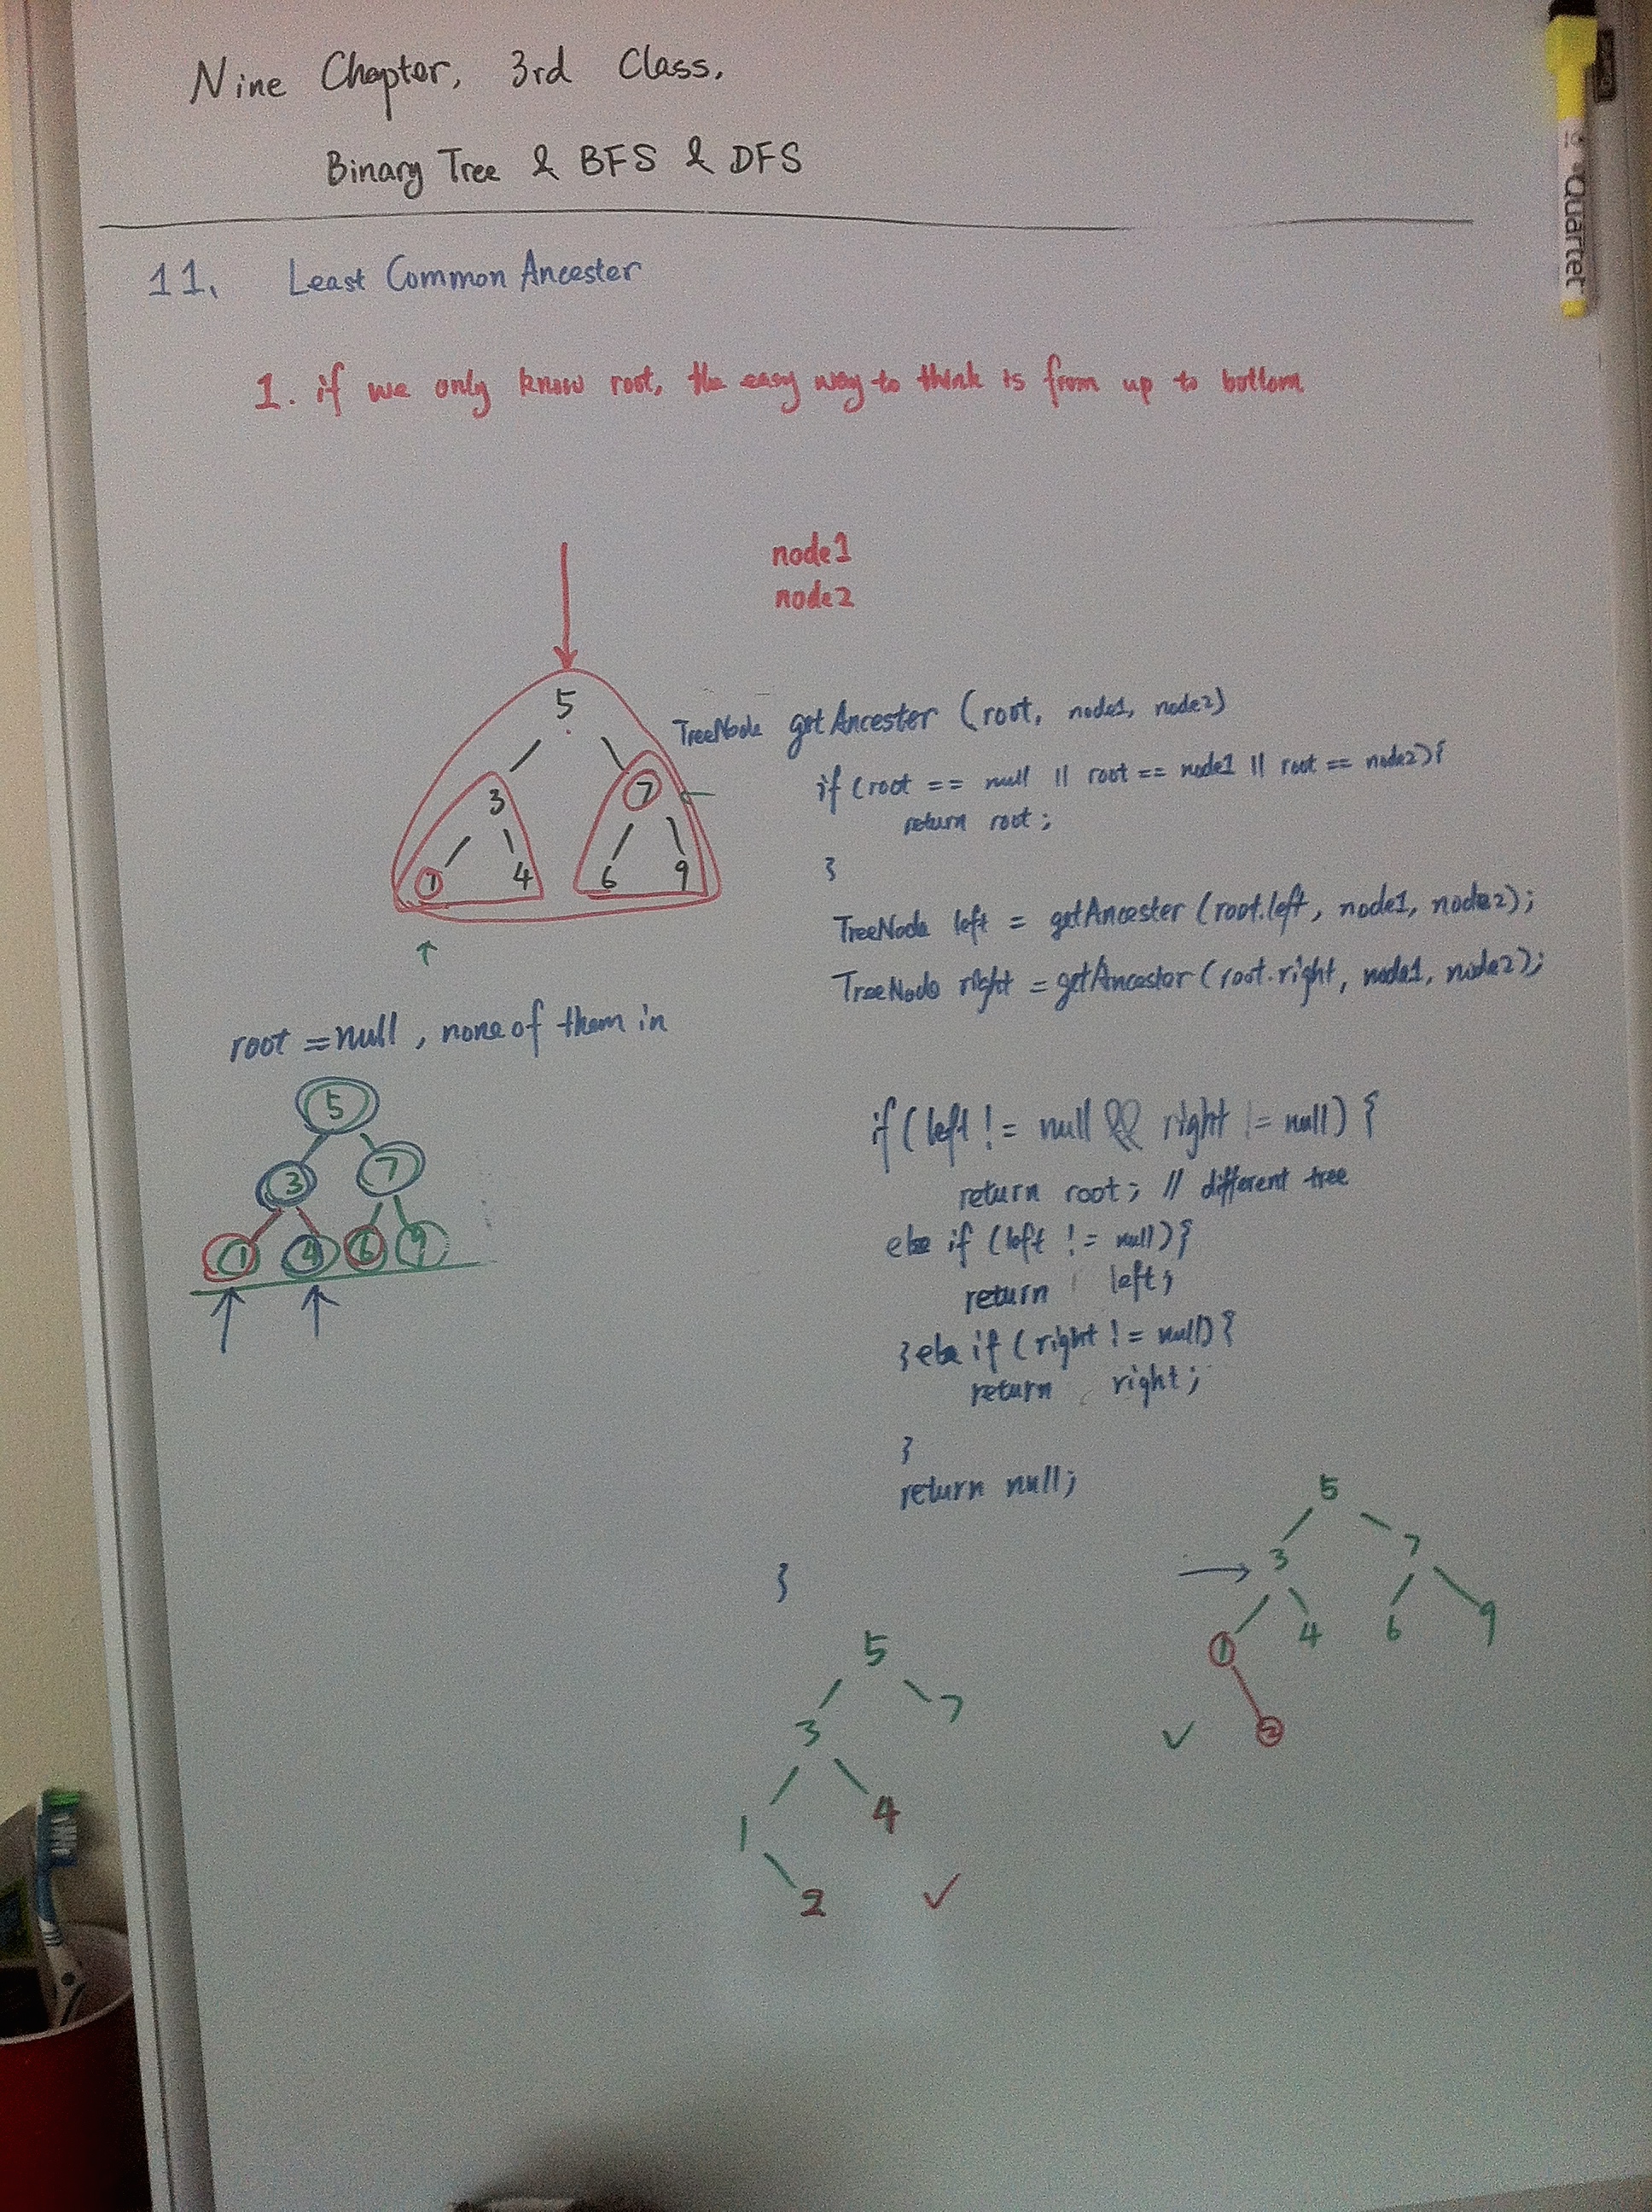 Nine Chapter, 3rd Class.
Binary Tree & BFS & DFS
Quartet
11. Least Common Ancester
1. if we only know root, the easy way to think is from up to bottom
node1
node2
5
3 7
1 4 6 9
TreeNode getAncester (root, node1, node2)
if (root == null || root == node1 || root == node2){
return root;
}
TreeNode left = getAncester (root.left, node1, node2);
TreeNode right = getAncester (root.right, node1, node2);
root = null, none of them in
5
3 7
1 4 6 9
if (left != null && right != null) {
return root; // different tree
else if (left != null){
return left;
}else if (right != null){
return right;
}
return null;
}
5
3 7
1 4 6 9
2
5
3 7
1 4
2